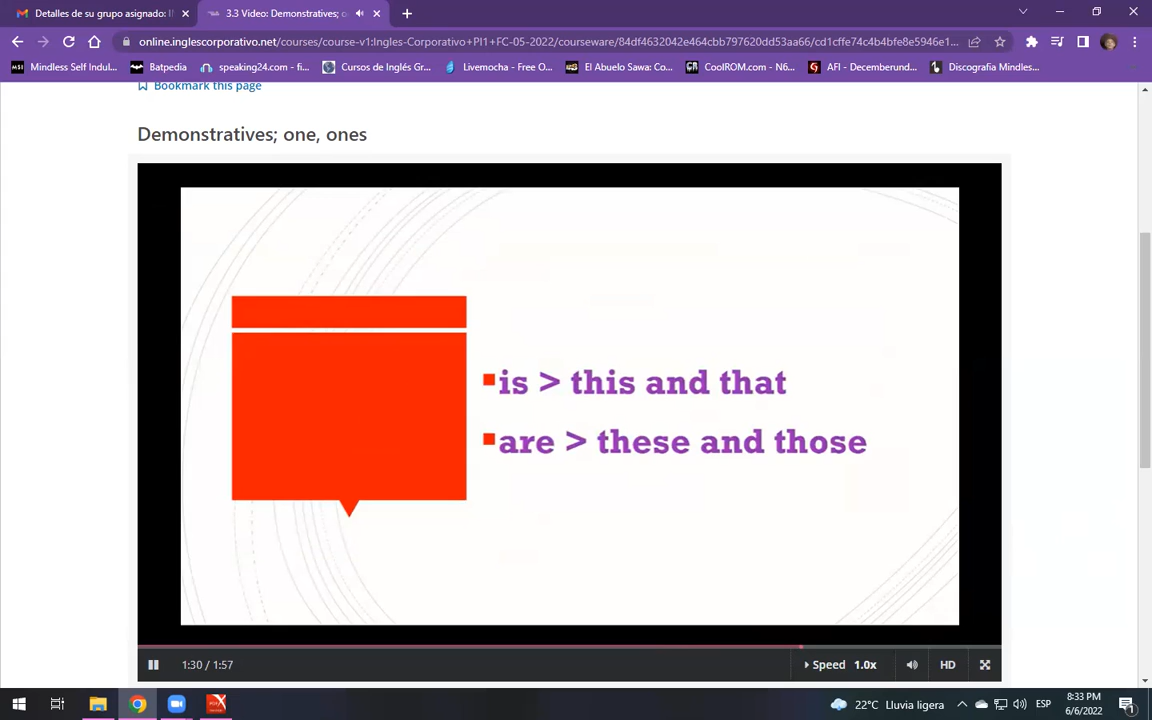 Detalles de su grupo asignado: II
3.3 Video: Demonstratives; o
online.inglescorporativo.net/courses/course-v1:Ingles-Corporativo+PI1+FC-05-2022/courseware/84df4632042e464cbb797620dd53aa66/cd1cffe74c4b4bfe8e5946e1...
Mindless Self Indul...
Batpedia
speaking24.com - fi...
Cursos de Inglés Gr...
Livemocha - Free O...
El Abuelo Sawa: Co...
CoolROM.com - N6...
AFI - Decemberund...
Discografia Mindles...
Bookmark this page
Demonstratives; one, ones
is > this and that
are > these and those
1:30 / 1:57
Speed 1.0x
HD
22°C Lluvia ligera
ESP
8:33 PM
6/6/2022
1